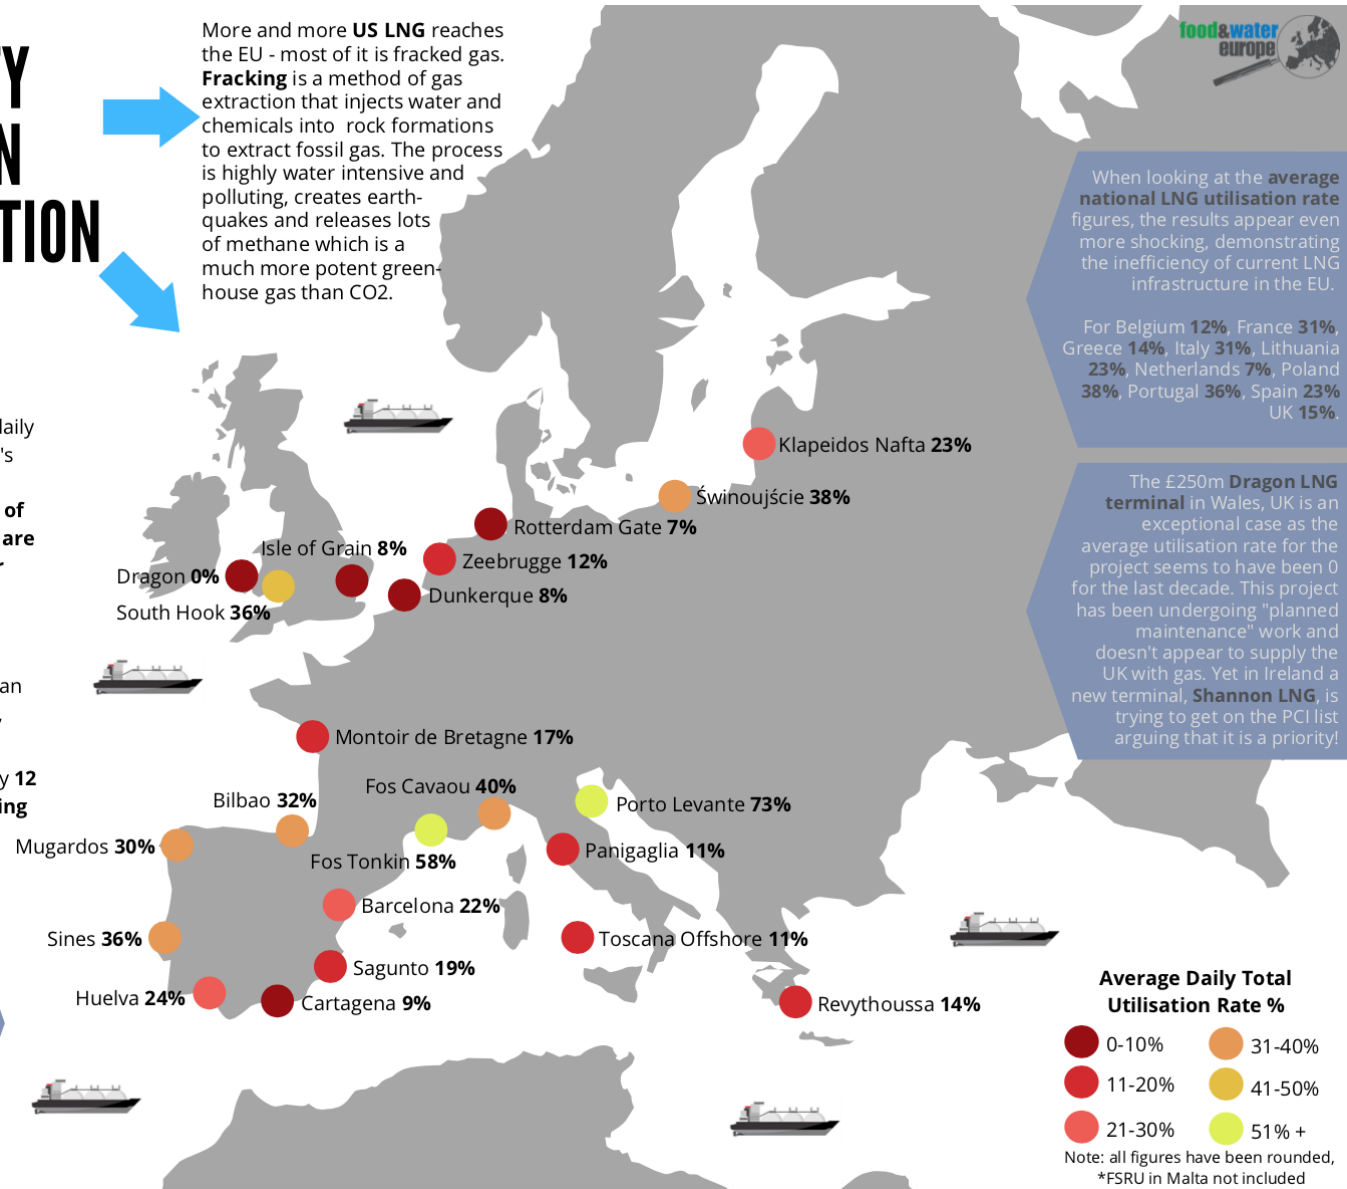 TY
N
TION
More and more US LNG reaches
the EU - most of it is fracked gas.
Fracking is a method of gas
extraction that injects water and
chemicals into rock formations
to extract fossil gas. The process
is highly water intensive and
polluting, creates earth-
quakes and releases lots
of methane which is a
much more potent green-
house gas than CO2.
food&water
europe
When looking at the average
national LNG utilisation rate
figures, the results appear even
more shocking, demonstrating
the inefficiency of current LNG
infrastructure in the EU.
For Belgium 12%, France 31%,
Greece 14%, Italy 31%, Lithuania
23%, Netherlands 7%, Poland
38%, Portugal 36%, Spain 23%
UK 15%.
The £250m Dragon LNG
terminal in Wales, UK is an
exceptional case as the
average utilisation rate for the
project seems to have been 0
for the last decade. This project
has been undergoing "planned
maintenance" work and
doesn't appear to supply the
UK with gas. Yet in Ireland a
new terminal, Shannon LNG, is
trying to get on the PCI list
arguing that it is a priority!
daily
's
of
are
r
an
y 12
ing
Klapeidos Nafta 23%
Świnoujście 38%
Rotterdam Gate 7%
Isle of Grain 8%
Zeebrugge 12%
Dragon 0%
Dunkerque 8%
South Hook 36%
Montoir de Bretagne 17%
Fos Cavaou 40%
Bilbao 32%
Porto Levante 73%
Mugardos 30%
Panigaglia 11%
Fos Tonkin 58%
Barcelona 22%
Sines 36%
Toscana Offshore 11%
Sagunto 19%
Huelva 24%
Cartagena 9%
Revythoussa 14%
Average Daily Total
Utilisation Rate %
0-10%
31-40%
11-20%
41-50%
21-30%
51% +
Note: all figures have been rounded,
*FSRU in Malta not included